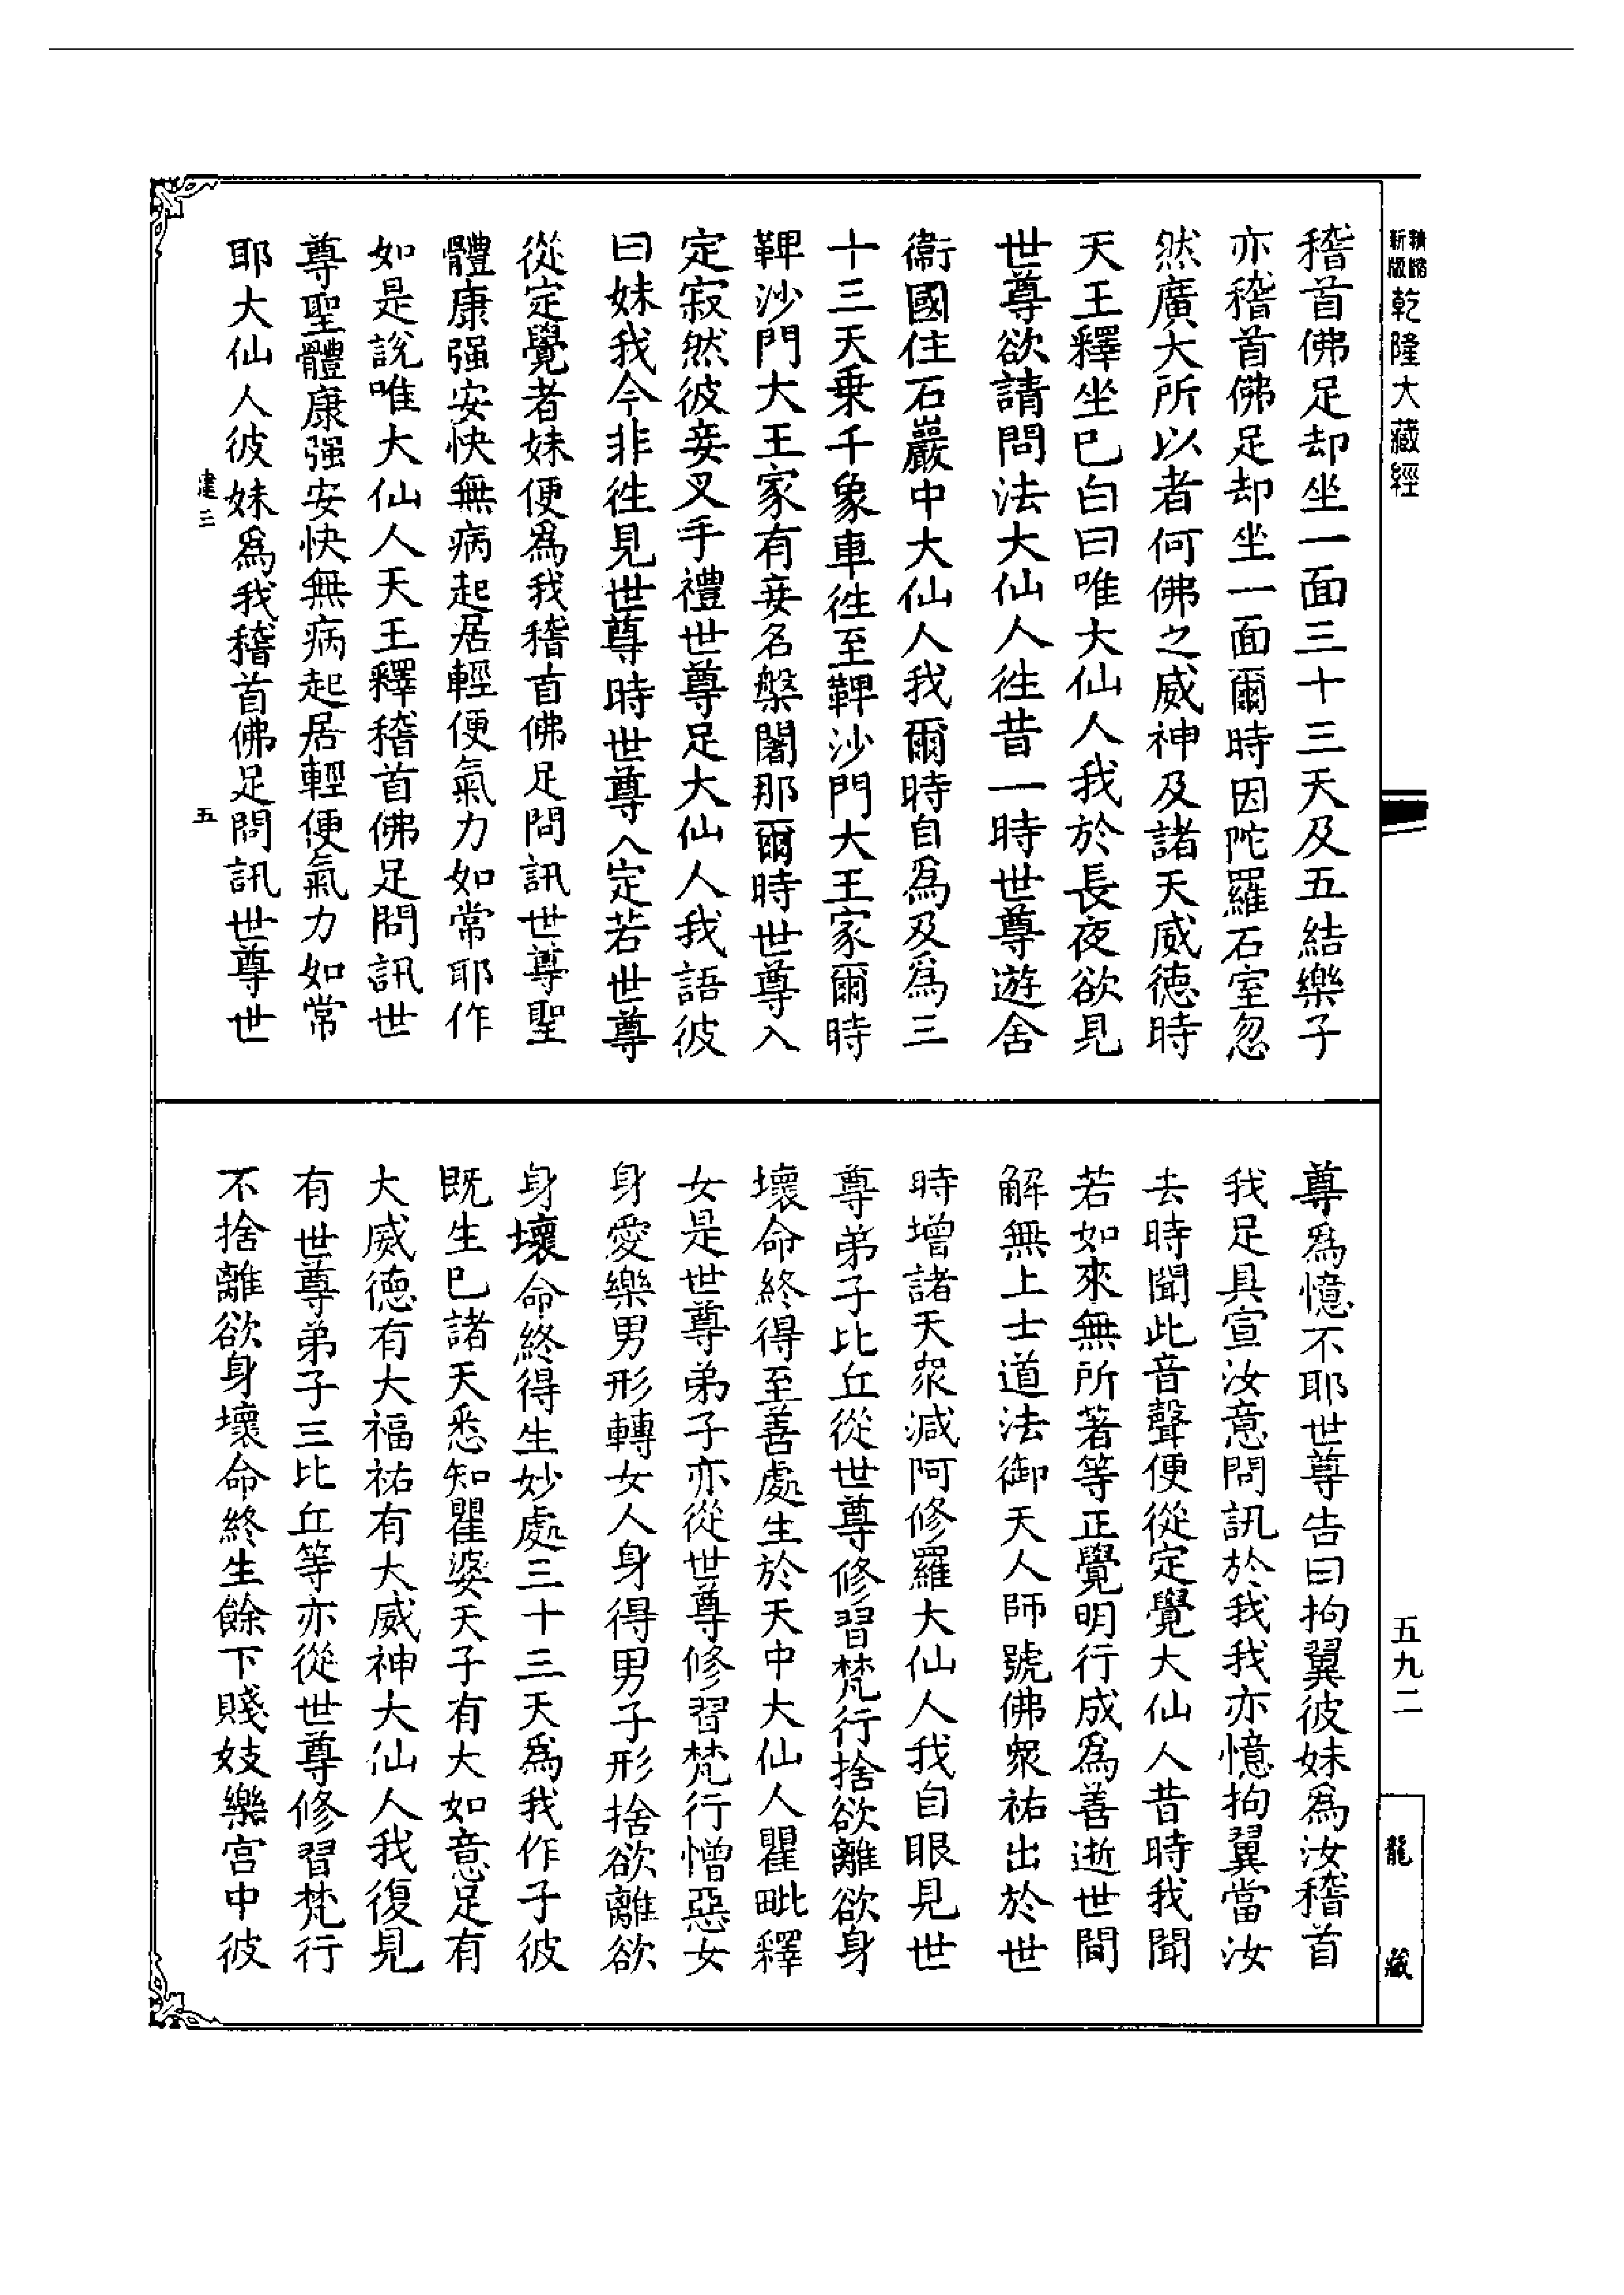 新版精縮乾隆大藏經
稽首佛足却坐一面三十三天及五結樂子
亦稽首佛足却坐一面爾時因陀羅石室忽
然廣大所以者何佛之威神及諸天威德時
天王釋坐已白曰唯大仙人我於長夜欲見
世尊欲請問法大仙人徃昔一時世尊遊舍
衞國住石巖中大仙人我爾時自爲及爲三
十三天乗千象車徃至鞞沙門大王家爾時
鞞沙門大王家有妾名槃闍那爾時世尊入
定寂然彼妾叉手禮世尊足大仙人我語彼
曰妹我今非徃見世尊時世尊入定若世尊
從定覺者妹便爲我稽首佛足問訊世尊聖
體康强安快無病起居輕便氣力如常耶作
如是說唯大仙人天王釋稽首佛足問訊世
尊聖體康强安快無病起居輕便氣力如常
耶大仙人彼妹爲我稽首佛足問訊世尊世
建三 五
尊爲憶不耶世尊告曰拘翼彼妹爲汝稽首
我足具宣汝意問訊於我我亦憶拘翼當汝
去時聞此音聲便從定覺大仙人昔時我聞
若如來無所著等正覺明行成爲善逝世間
解無上士道法御天人師號佛衆祐出於世
時增諸天衆減阿修羅大仙人我自眼見世
尊弟子比丘從世尊修習梵行捨欲離欲身
壞命終得至善處生於天中大仙人瞿毗釋
女是世尊弟子亦從世尊修習梵行憎惡女
身愛樂男形轉女人身得男子形捨欲離欲
身壞命終得生妙處三十三天爲我作子彼
既生已諸天悉知瞿婆天子有大如意足有
大威德有大福祐有大威神大仙人我復見
有世尊弟子三比丘等亦從世尊修習梵行
不捨離欲身壞命終生餘下賤妓樂宫中彼
五九二
龍藏